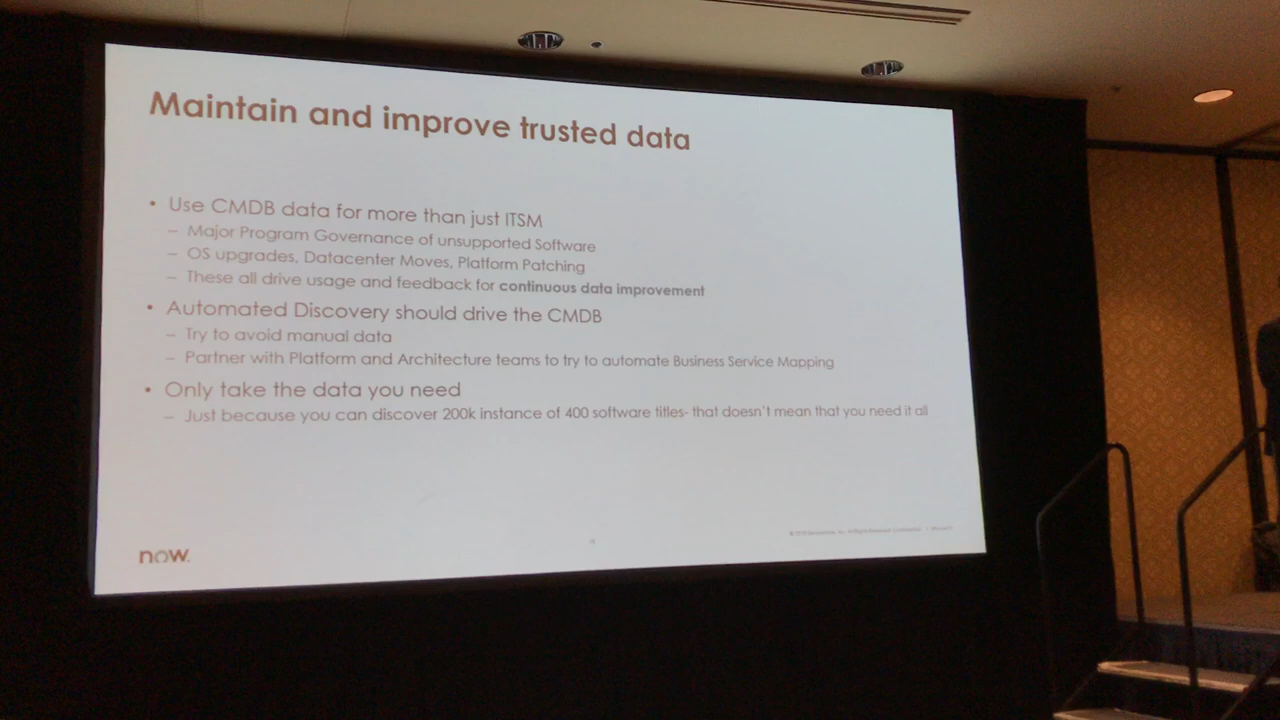 Maintain and improve trusted data
• Use CMDB data for more than just ITSM
– Major Program Governance of unsupported Software
– OS upgrades, Datacenter Moves, Platform Patching
– These all drive usage and feedback for continuous data improvement
• Automated Discovery should drive the CMDB
– Try to avoid manual data
– Partner with Platform and Architecture teams to try to automate Business Service Mapping
• Only take the data you need
– Just because you can discover 200k instance of 400 software titles- that doesn't mean that you need it all
now.